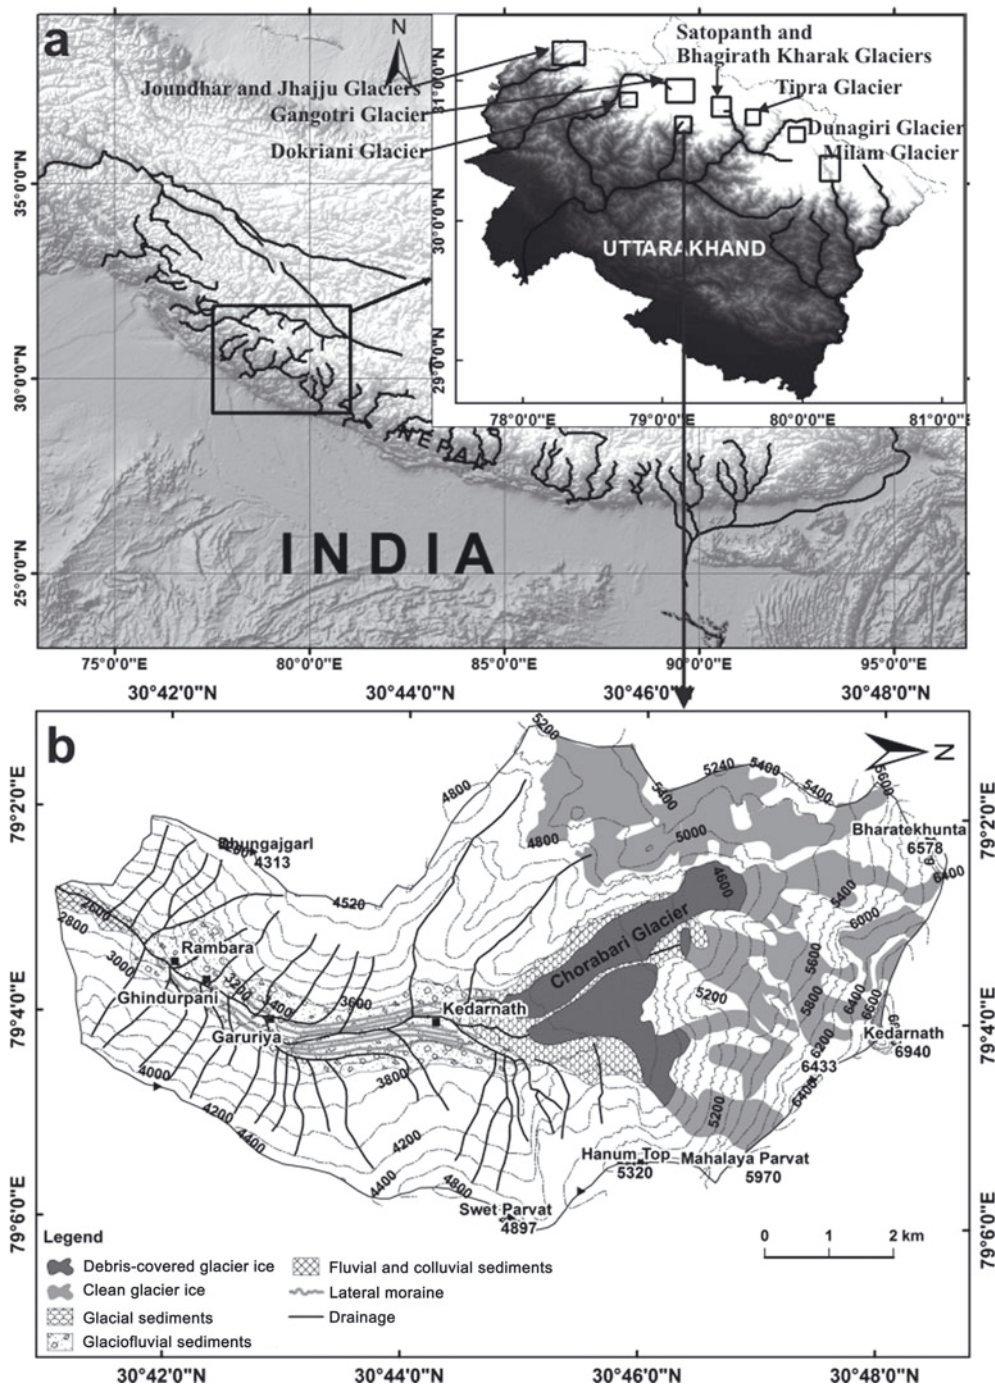 a
N
Satopanth and
Bhagirath Kharak Glaciers
Joundhar and Jhajju Glaciers
Gangotri Glacier
Tipra Glacier
Dokriani Glacier
Dunagiri Glacier
Milam Glacier
UTTARAKHAND
31°0'0"N
30°0'0"N
29°0'0"N
78°0'0"E
79°0'0"E
80°0'0"E
81°0'0"E
35°0'0"N
30°0'0"N
25°0'0"N
NEPAL
INDIA
75°0'0"E
80°0'0"E
85°0'0"E
90°0'0"E
95°0'0"E
30°42'0"N
30°44'0"N
30°46'0"N
30°48'0"N
b
N
79°2'0"E
79°4'0"E
79°6'0"E
79°2'0"E
79°4'0"E
79°6'0"E
5200
4800
5240
5400
5400
5400
5600
4800
5000
Bharatekhunta
6578
6400
4313
4520
4600
5400
6000
2600
2800
3000
Rambara
Ghindurpani
3200
3400
Garuriya
3600
3800
Kedarnath
Chorabari Glacier
5200
5600
5800
6400
6600
6200
Kedarnath
6940
6433
6400
4000
4200
4400
4200
4400
4800
5200
Swet Parvat
4897
Hanum Top
5320
Mahalaya Parvat
5970
0 1 2 km
Legend
Debris-covered glacier ice
Clean glacier ice
Glacial sediments
Glaciofluvial sediments
Fluvial and colluvial sediments
Lateral moraine
Drainage
30°42'0"N
30°44'0"N
30°46'0"N
30°48'0"N